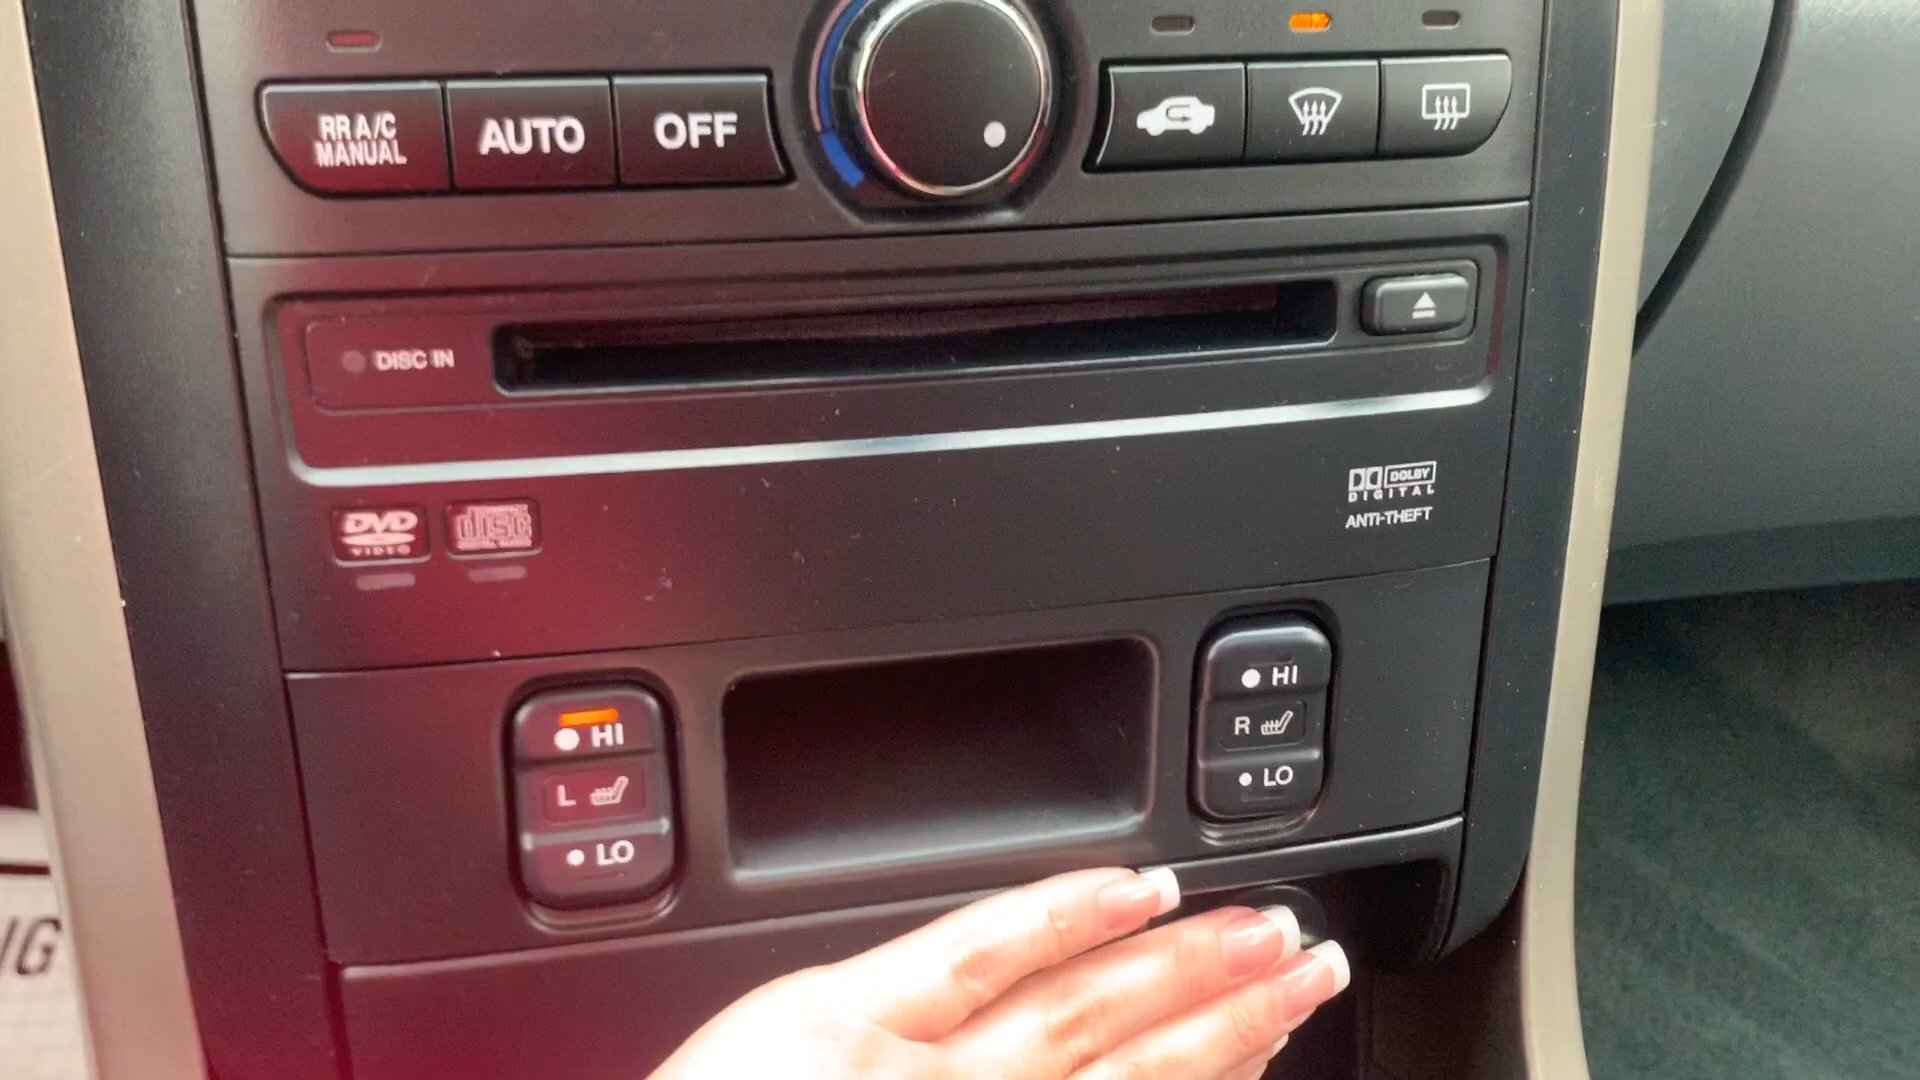 RR A/C
MANUAL
AUTO
OFF
DISC IN
DVD
VIDEO
disc
DOLBY
DIGITAL
ANTI-THEFT
HI
L
LO
HI
R
LO